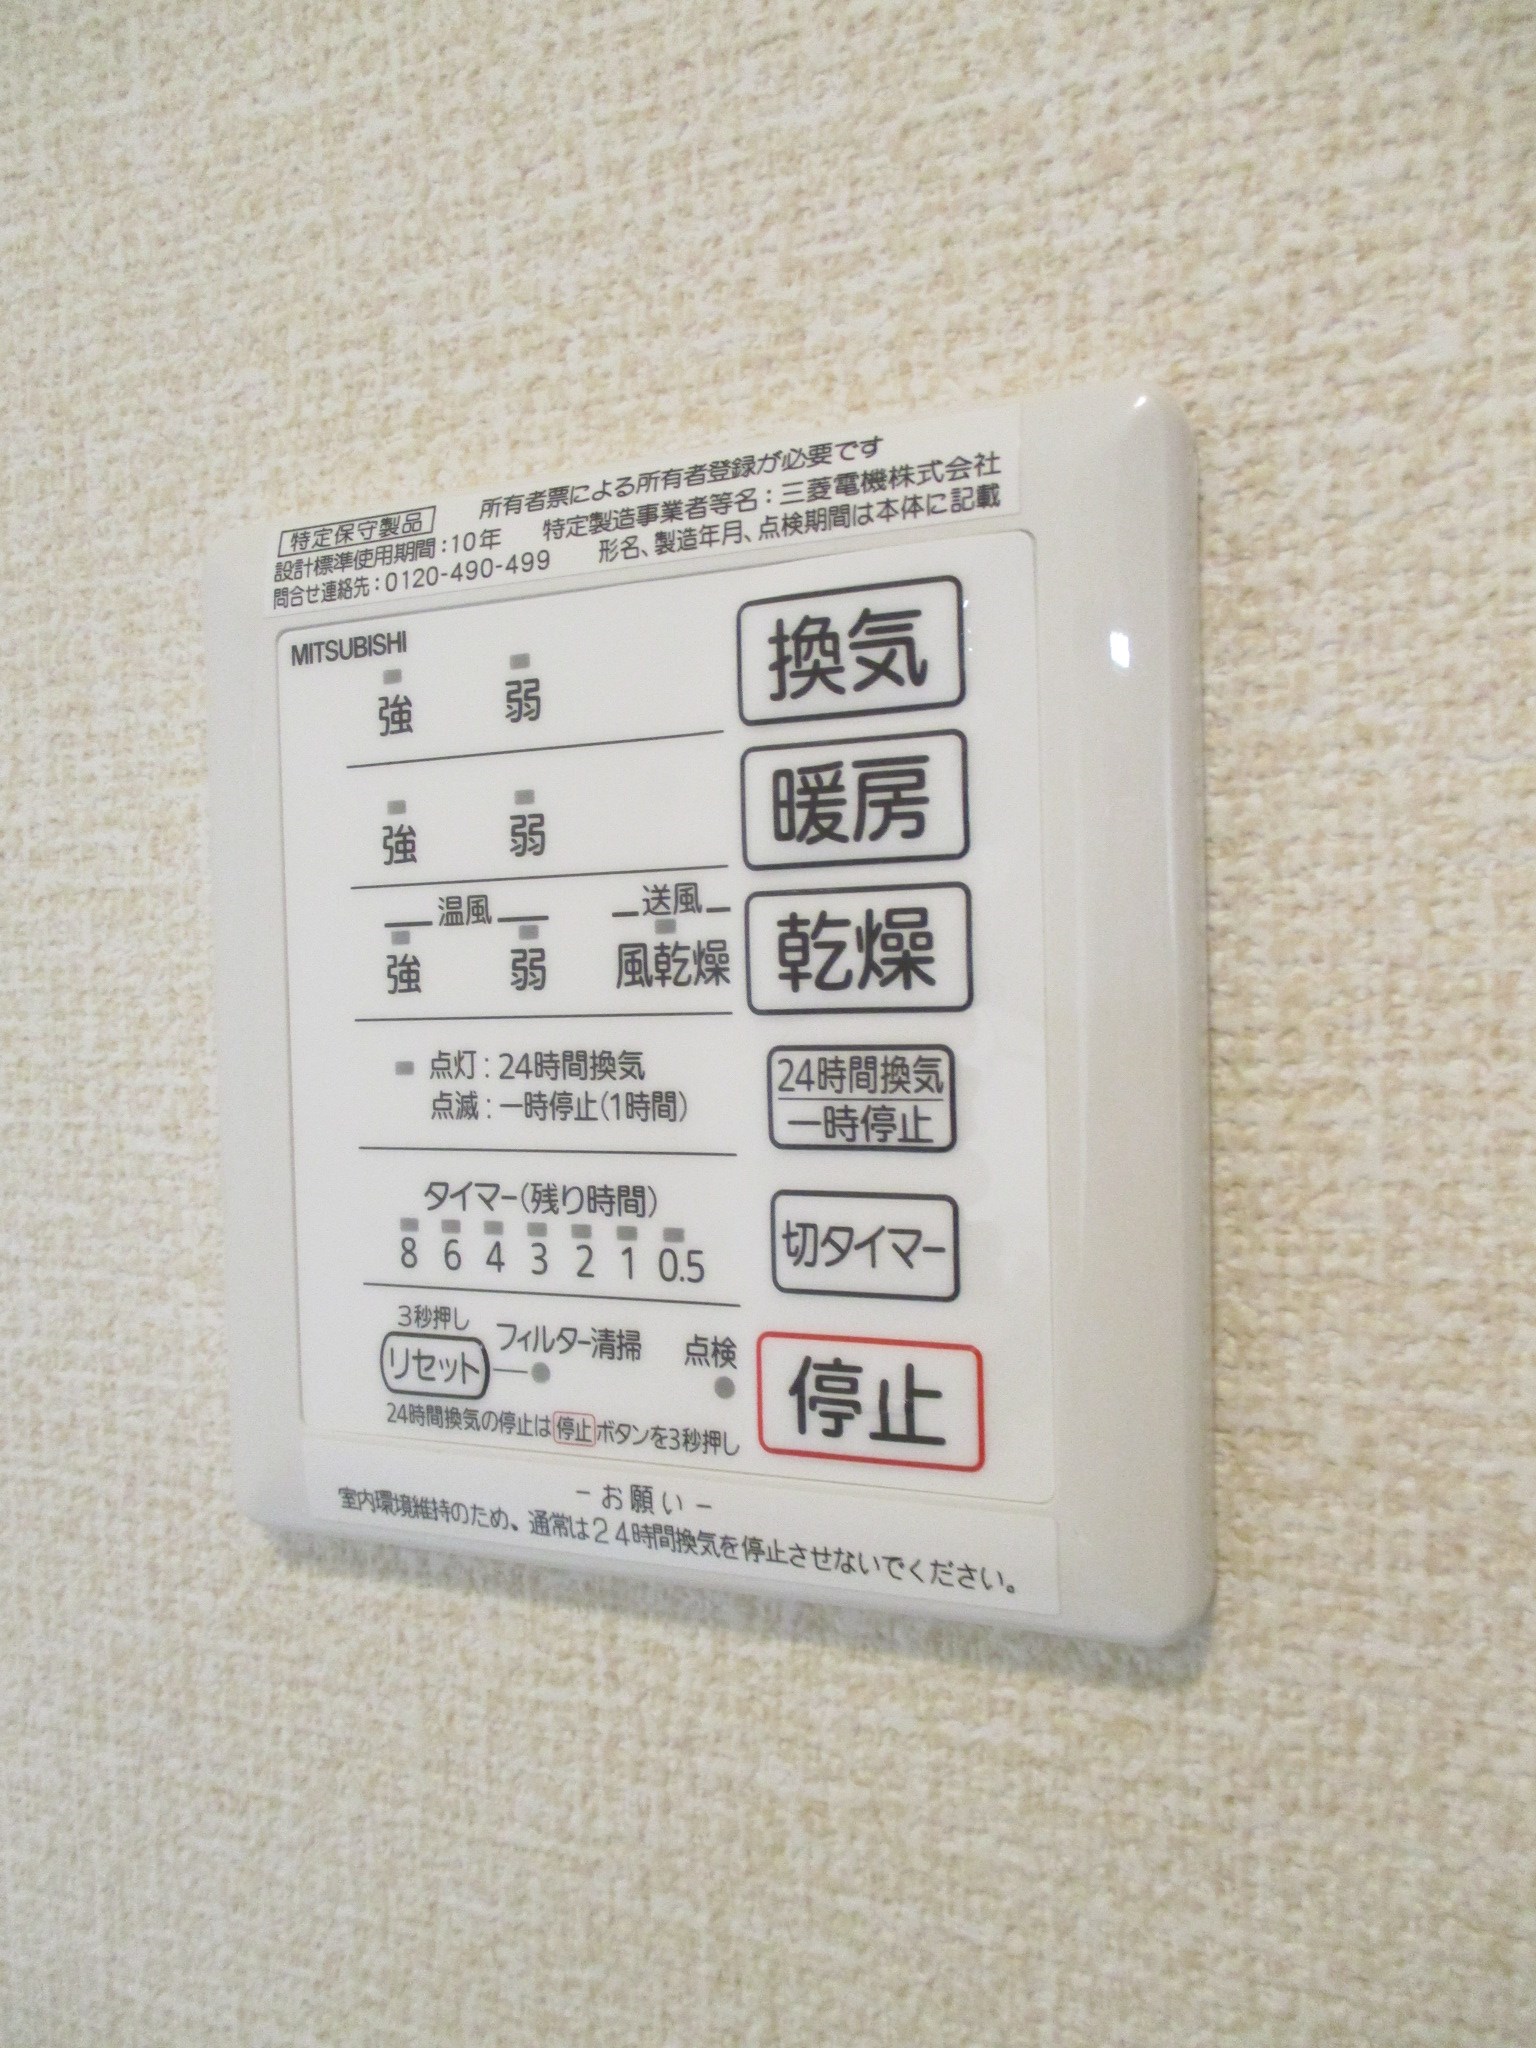 特定保守製品 所有者票による所有者登録が必要です
設計標準使用期間:10年 特定製造事業者等名:三菱電機株式会社
問合せ連絡先:0120-490-499 形名、製造年月、点検期間は本体に記載
MITSUBISHI
強 弱 換気
強 弱 暖房
温風 送風
強 弱 風乾燥 乾燥
点灯:24時間換気
点滅:一時停止(1時間)
24時間換気
一時停止
タイマー(残り時間)
8 6 4 3 2 1 0.5
切タイマー
3秒押し
リセット フィルター清掃 点検
停止
24時間換気の停止は停止ボタンを3秒押し
-お願い-
室内環境維持のため、通常は24時間換気を停止させないでください。